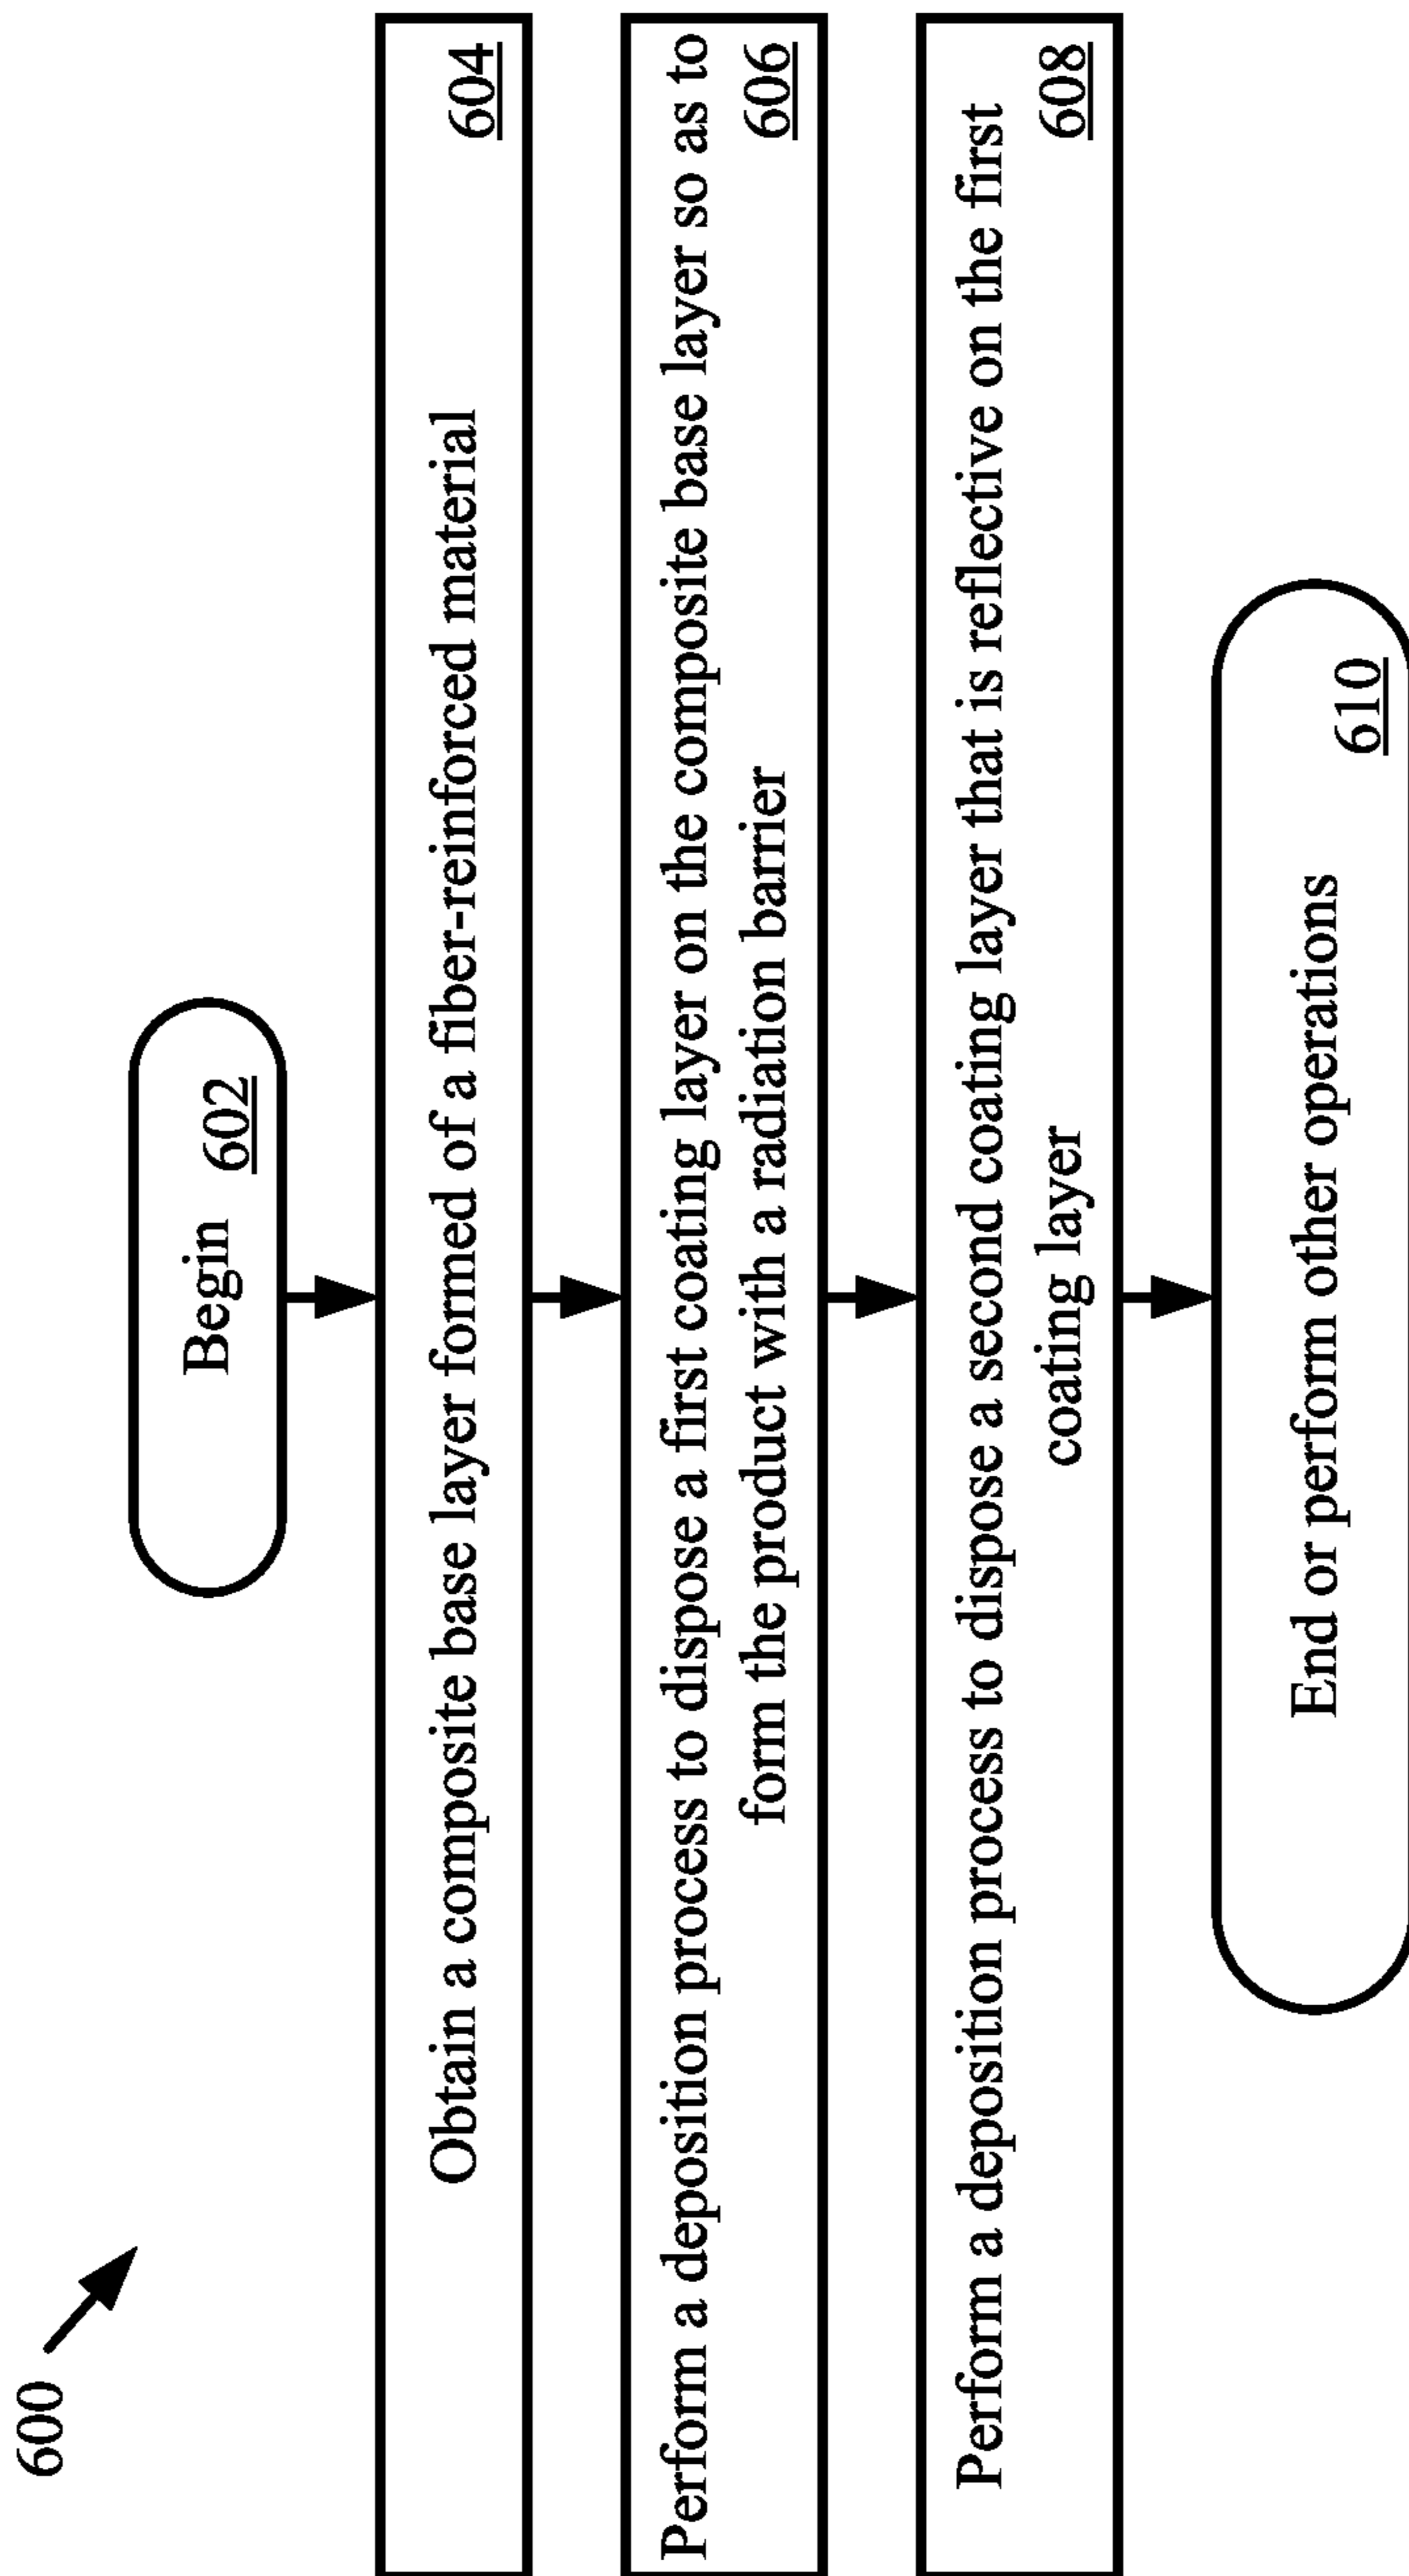 600
Begin
602
Obtain a composite base layer formed of a fiber-reinforced material
604
Perform a deposition process to dispose a first coating layer on the composite base layer so as to
form the product with a radiation barrier
606
Perform a deposition process to dispose a second coating layer that is reflective on the first
coating layer
608
End or perform other operations
610